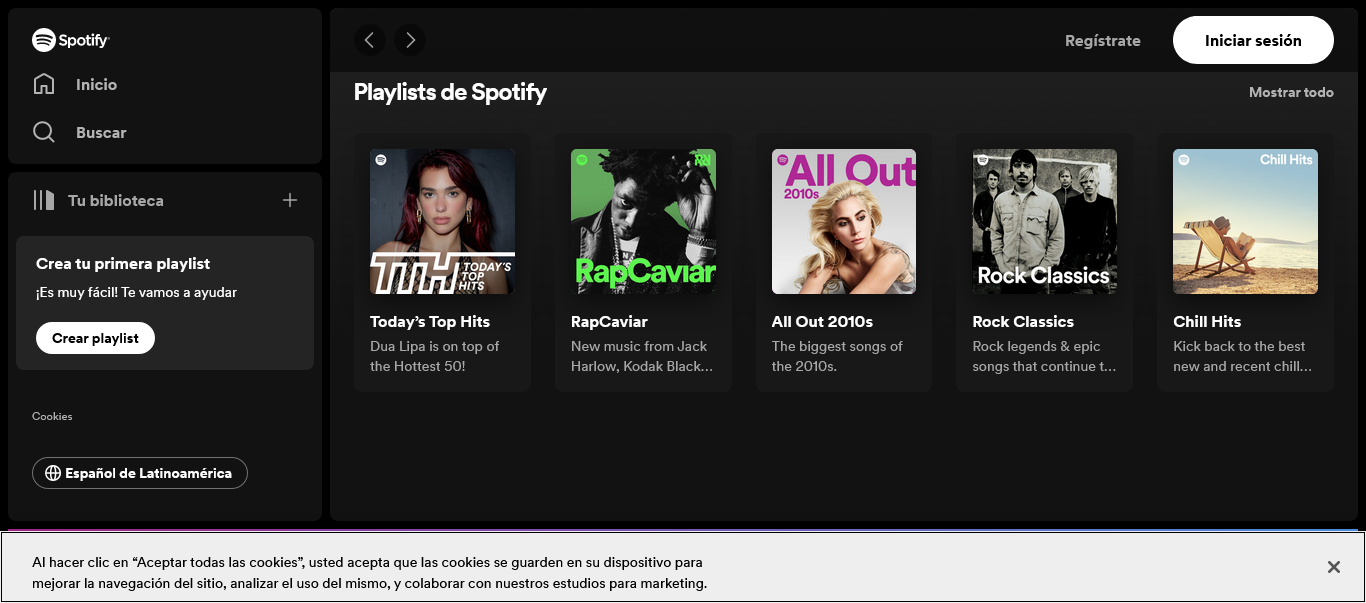 Spotify
Inicio
Buscar
Tu biblioteca
Crea tu primera playlist
¡Es muy fácil! Te vamos a ayudar
Crear playlist
Cookies
Español de Latinoamérica
Regístrate
Iniciar sesión
Playlists de Spotify
Mostrar todo
TTH TODAY'S
TOP
HITS
Today’s Top Hits
Dua Lipa is on top of
the Hottest 50!
RapCaviar
RapCaviar
New music from Jack
Harlow, Kodak Black...
All Out
2010s
All Out 2010s
The biggest songs of
the 2010s.
Rock Classics
Rock Classics
Rock legends & epic
songs that continue t...
Chill Hits
Chill Hits
Kick back to the best
new and recent chill...
Al hacer clic en “Aceptar todas las cookies”, usted acepta que las cookies se guarden en su dispositivo para
mejorar la navegación del sitio, analizar el uso del mismo, y colaborar con nuestros estudios para marketing.